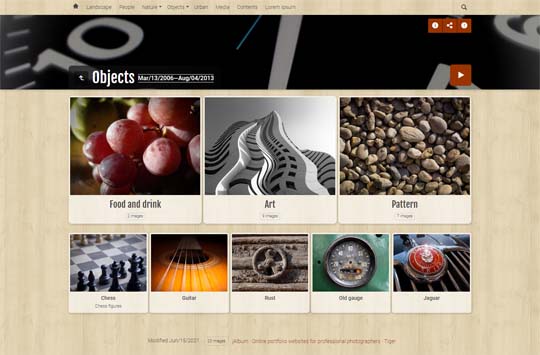 Landscape People Nature Objects Urban Media Contents Lorem ipsum
Objects Mar/13/2006—Aug/04/2013
Food and drink Art Pattern
2 images 9 images 7 images
Chess Guitar Rust Old gauge Jaguar
Chess figures
Modified Jun/15/2021 · 23 images · jAlbum - Online portfolio websites for professional photographers · Tiger